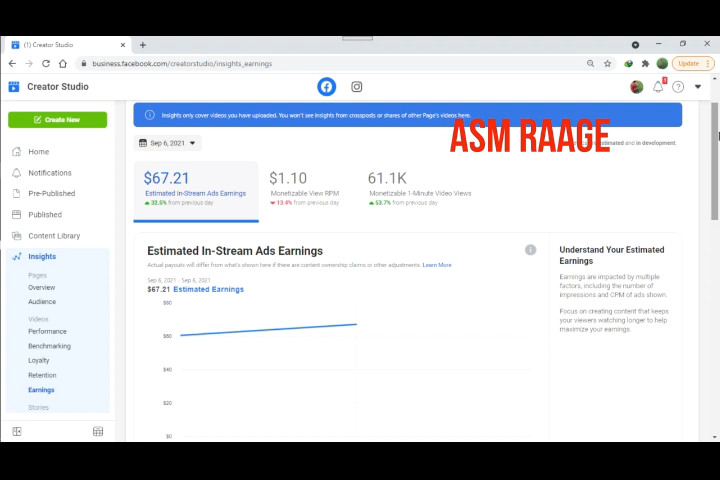 (1) Creator Studio
business.facebook.com/creatorstudio/insights_earnings
Update
Creator Studio
Create New
Home
Notifications
Pre-Published
Published
Content Library
Insights
Pages
Overview
Audience
Videos
Performance
Benchmarking
Loyalty
Retention
Earnings
Stories
Insights only cover videos you have uploaded. You won't see insights from crossposts or shares of other Page's videos here.
ASM RAAGE
Sep 6, 2021
estimated and in development.
$67.21
Estimated In-Stream Ads Earnings
32.5% from previous day
$1.10
Monetizable View RPM
13.4% from previous day
61.1K
Monetizable 1-Minute Video Views
53.7% from previous day
Estimated In-Stream Ads Earnings
Actual payouts will differ from what's shown here if there are content ownership claims or other adjustments. Learn More
Sep 6, 2021 - Sep 6, 2021
$67.21 Estimated Earnings
$80
$60
$40
$20
$0
Understand Your Estimated
Earnings
Earnings are impacted by multiple
factors, including the number of
impressions and CPM of ads shown.
Focus on creating content that keeps
your viewers watching longer to help
maximize your earnings.